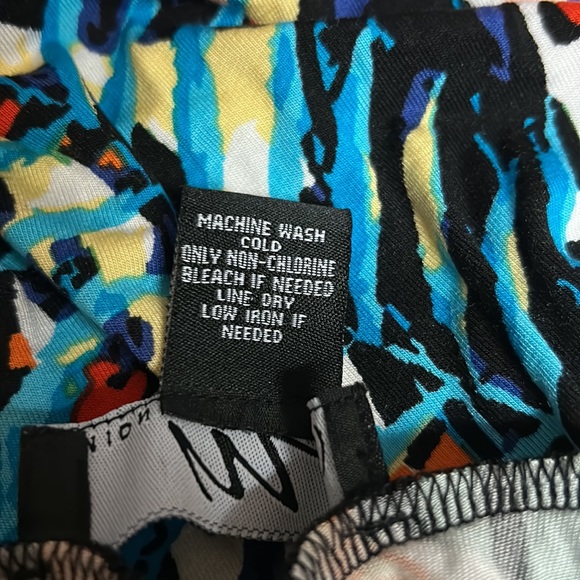 MACHINE WASH
COLD
ONLY NON-CHLORINE
BLEACH IF NEEDED
LINE DRY
LOW IRON IF
NEEDED